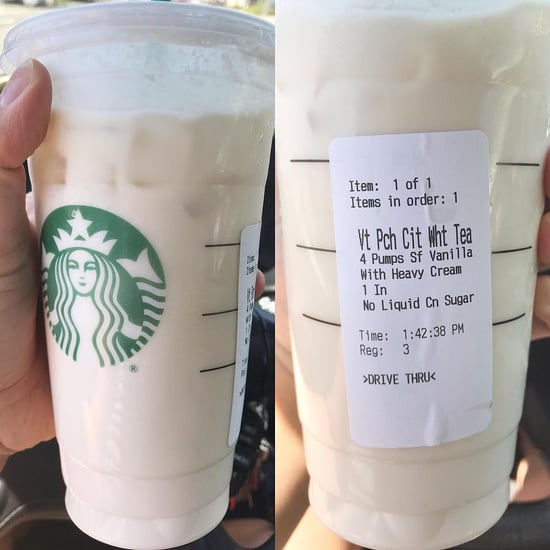 Item: 1 of 1
Items in order: 1
Vt Pch Cit Wht Tea
4 Pumps Sf Vanilla
With Heavy Cream
1 In
No Liquid Cn Sugar
Time: 1:42:38 PM
Reg: 3
>DRIVE THRU<